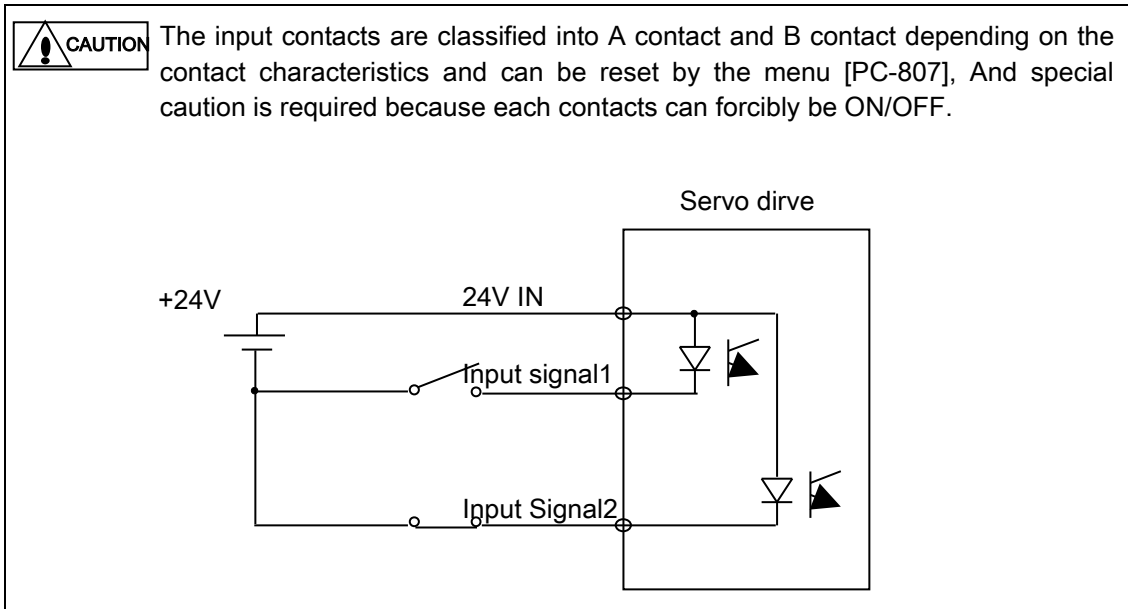 CAUTION The input contacts are classified into A contact and B contact depending on the
contact characteristics and can be reset by the menu [PC-807], And special
caution is required because each contacts can forcibly be ON/OFF.
Servo dirve
+24V 24V IN
Input signal1
Input Signal2